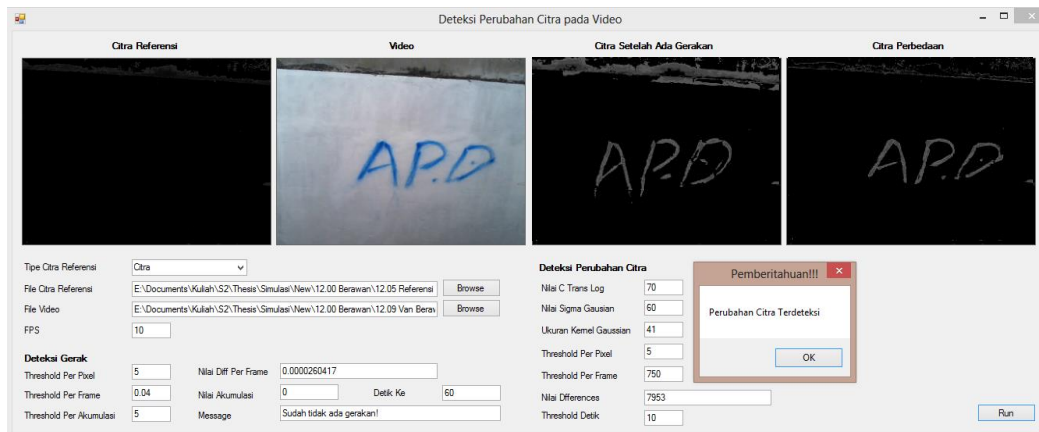 Deteksi Perubahan Citra pada Video
Citra Referensi
Video
Citra Setelah Ada Gerakan
Citra Perbedaan
AP.D
AP.D
AP.D
Tipe Citra Referensi
Citra
File Citra Referensi
E:\Documents\Kuliah\S2\Thesis\Simulasi\New\12.00 Berawan\12.05 Referensi
Browse
File Video
E:\Documents\Kuliah\S2\Thesis\Simulasi\New\12.00 Berawan\12.09 Van Beraw
Browse
FPS
10
Deteksi Gerak
Threshold Per Pixel
5
Nilai Diff Per Frame
0.0000260417
Threshold Per Frame
0.04
Nilai Akumulasi
0
Detik Ke
60
Threshold Per Akumulasi
5
Message
Sudah tidak ada gerakan!
Deteksi Perubahan Citra
Nilai C Trans Log
70
Nilai Sigma Gausian
60
Ukuran Kernel Gaussian
41
Threshold Per Pixel
5
Threshold Per Frame
750
Nilai Dfferences
7953
Threshold Detik
10
Pemberitahuan!!!
Perubahan Citra Terdeteksi
OK
Run